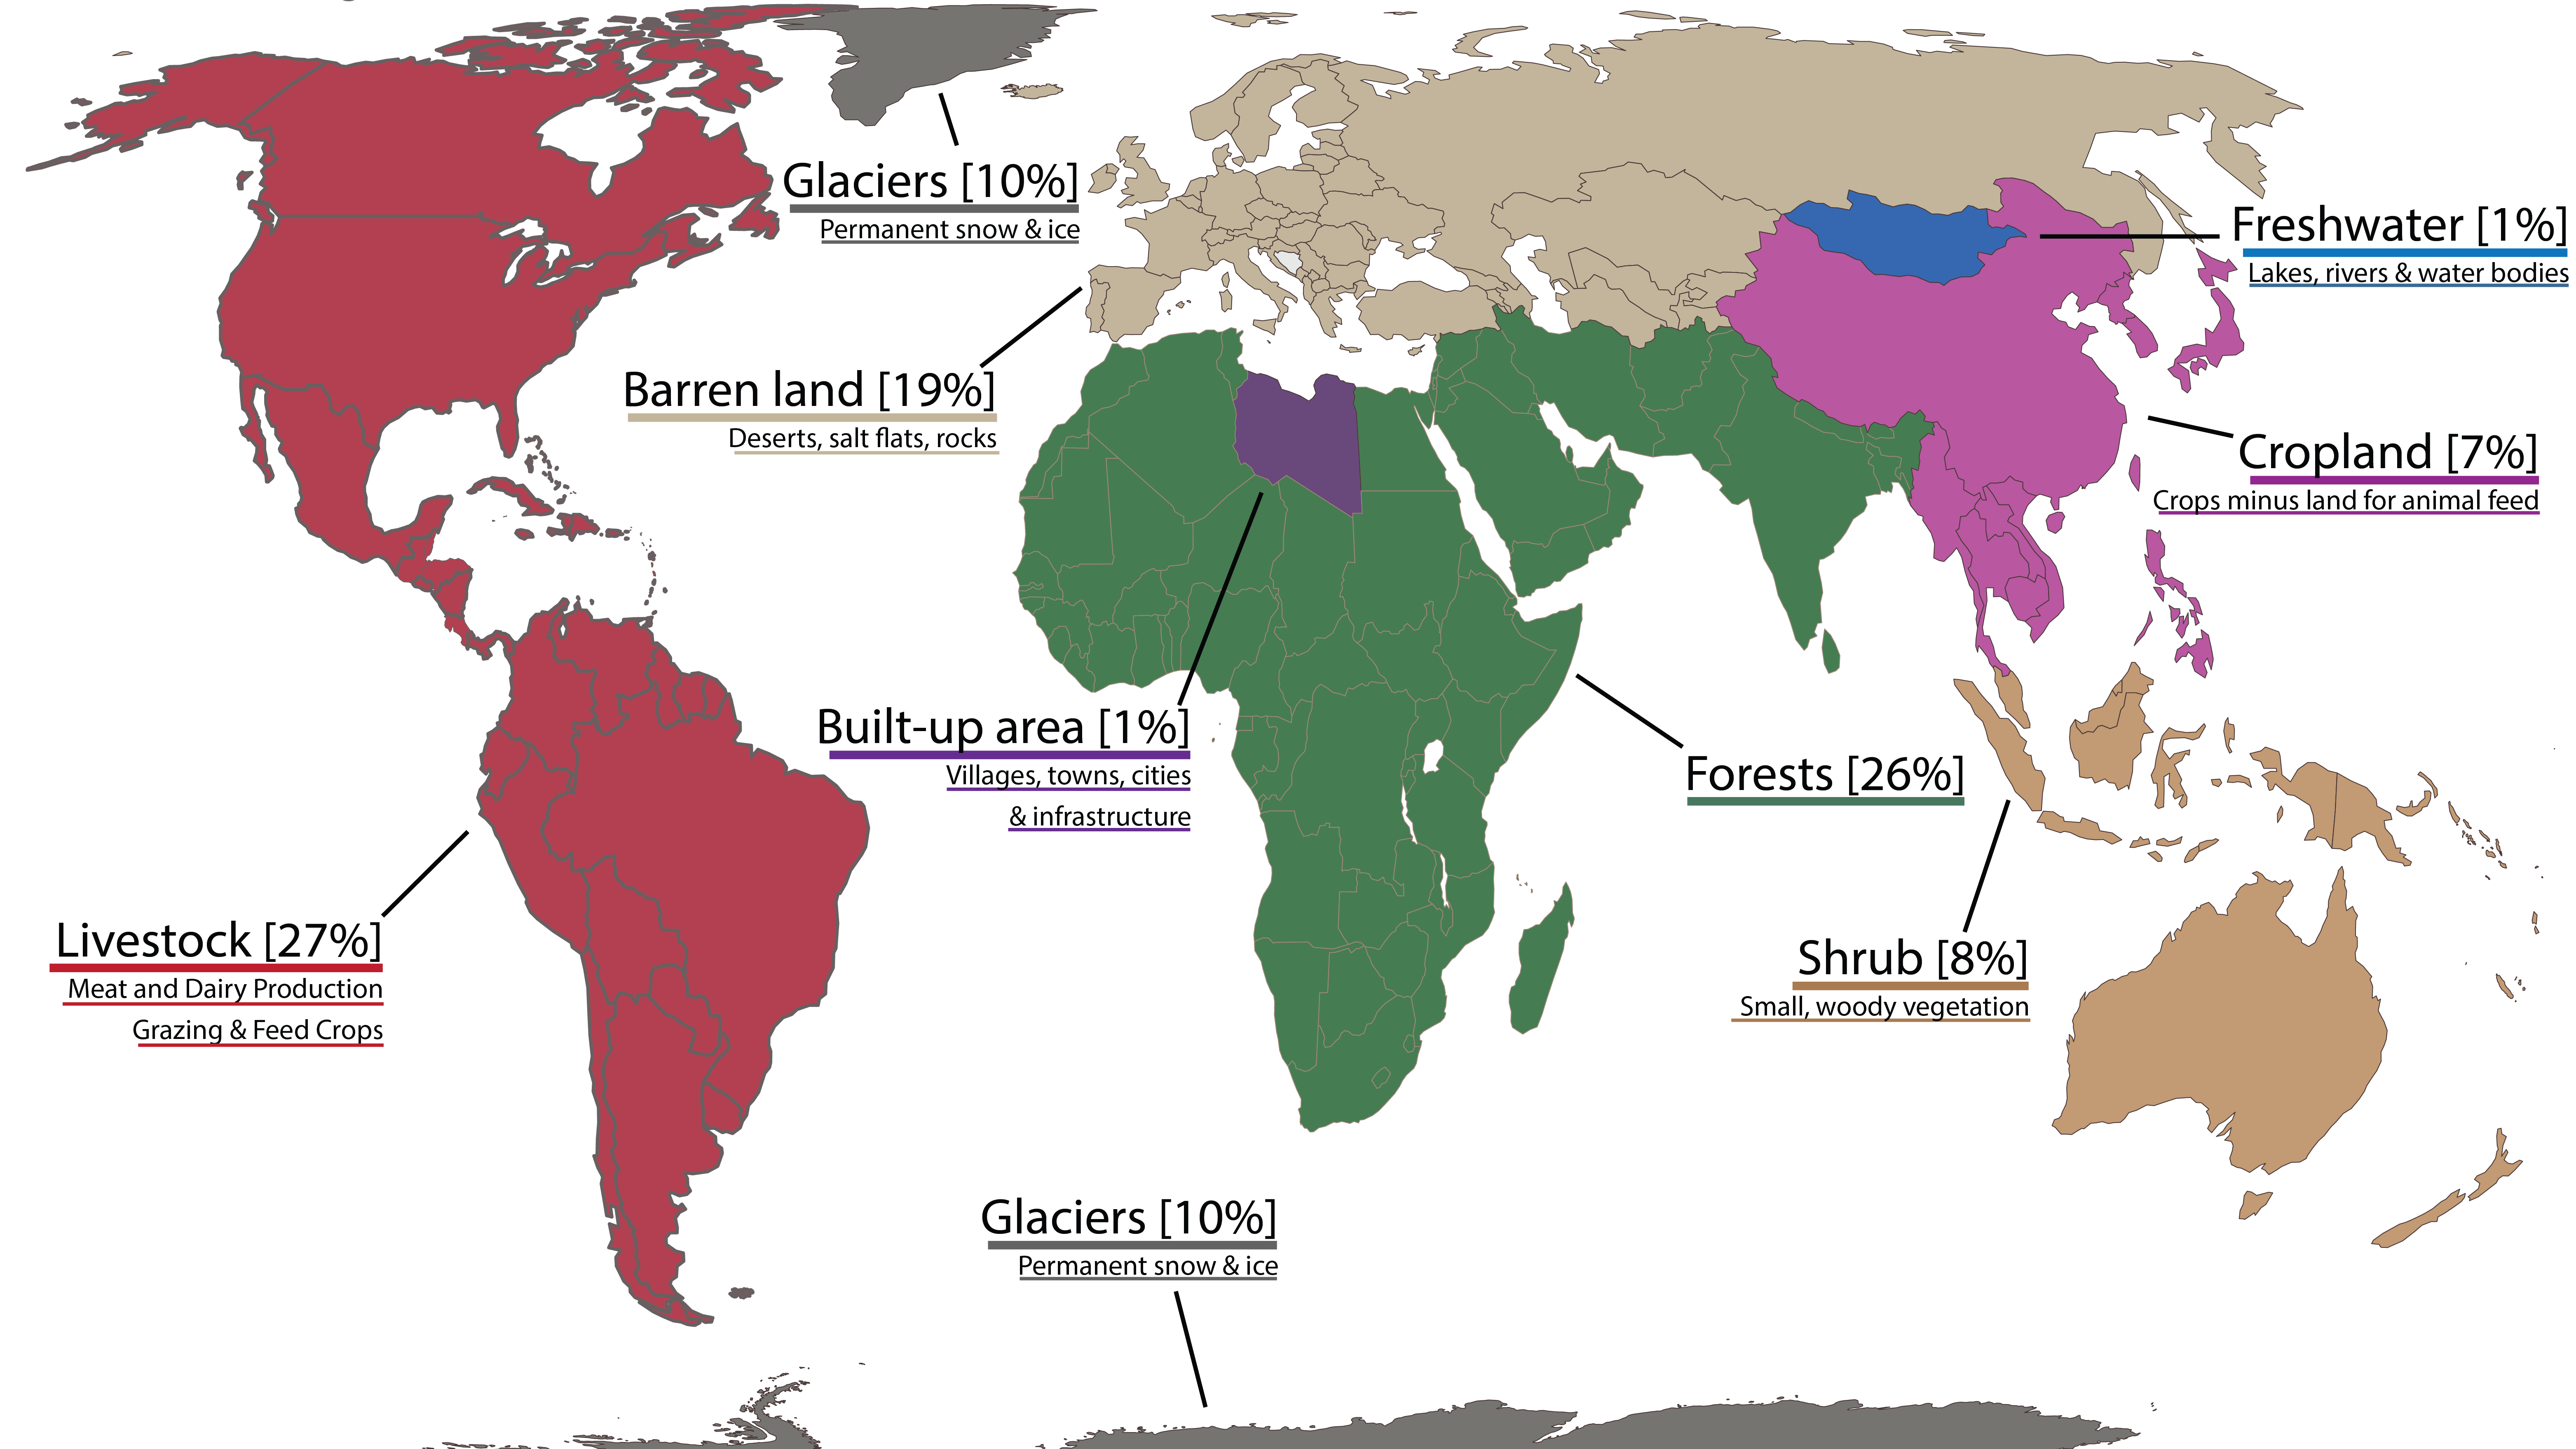 Glaciers [10%]
Permanent snow & ice
Freshwater [1%]
Lakes, rivers & water bodies
Barren land [19%]
Deserts, salt flats, rocks
Cropland [7%]
Crops minus land for animal feed
Built-up area [1%]
Villages, towns, cities
& infrastructure
Forests [26%]
Livestock [27%]
Meat and Dairy Production
Grazing & Feed Crops
Shrub [8%]
Small, woody vegetation
Glaciers [10%]
Permanent snow & ice